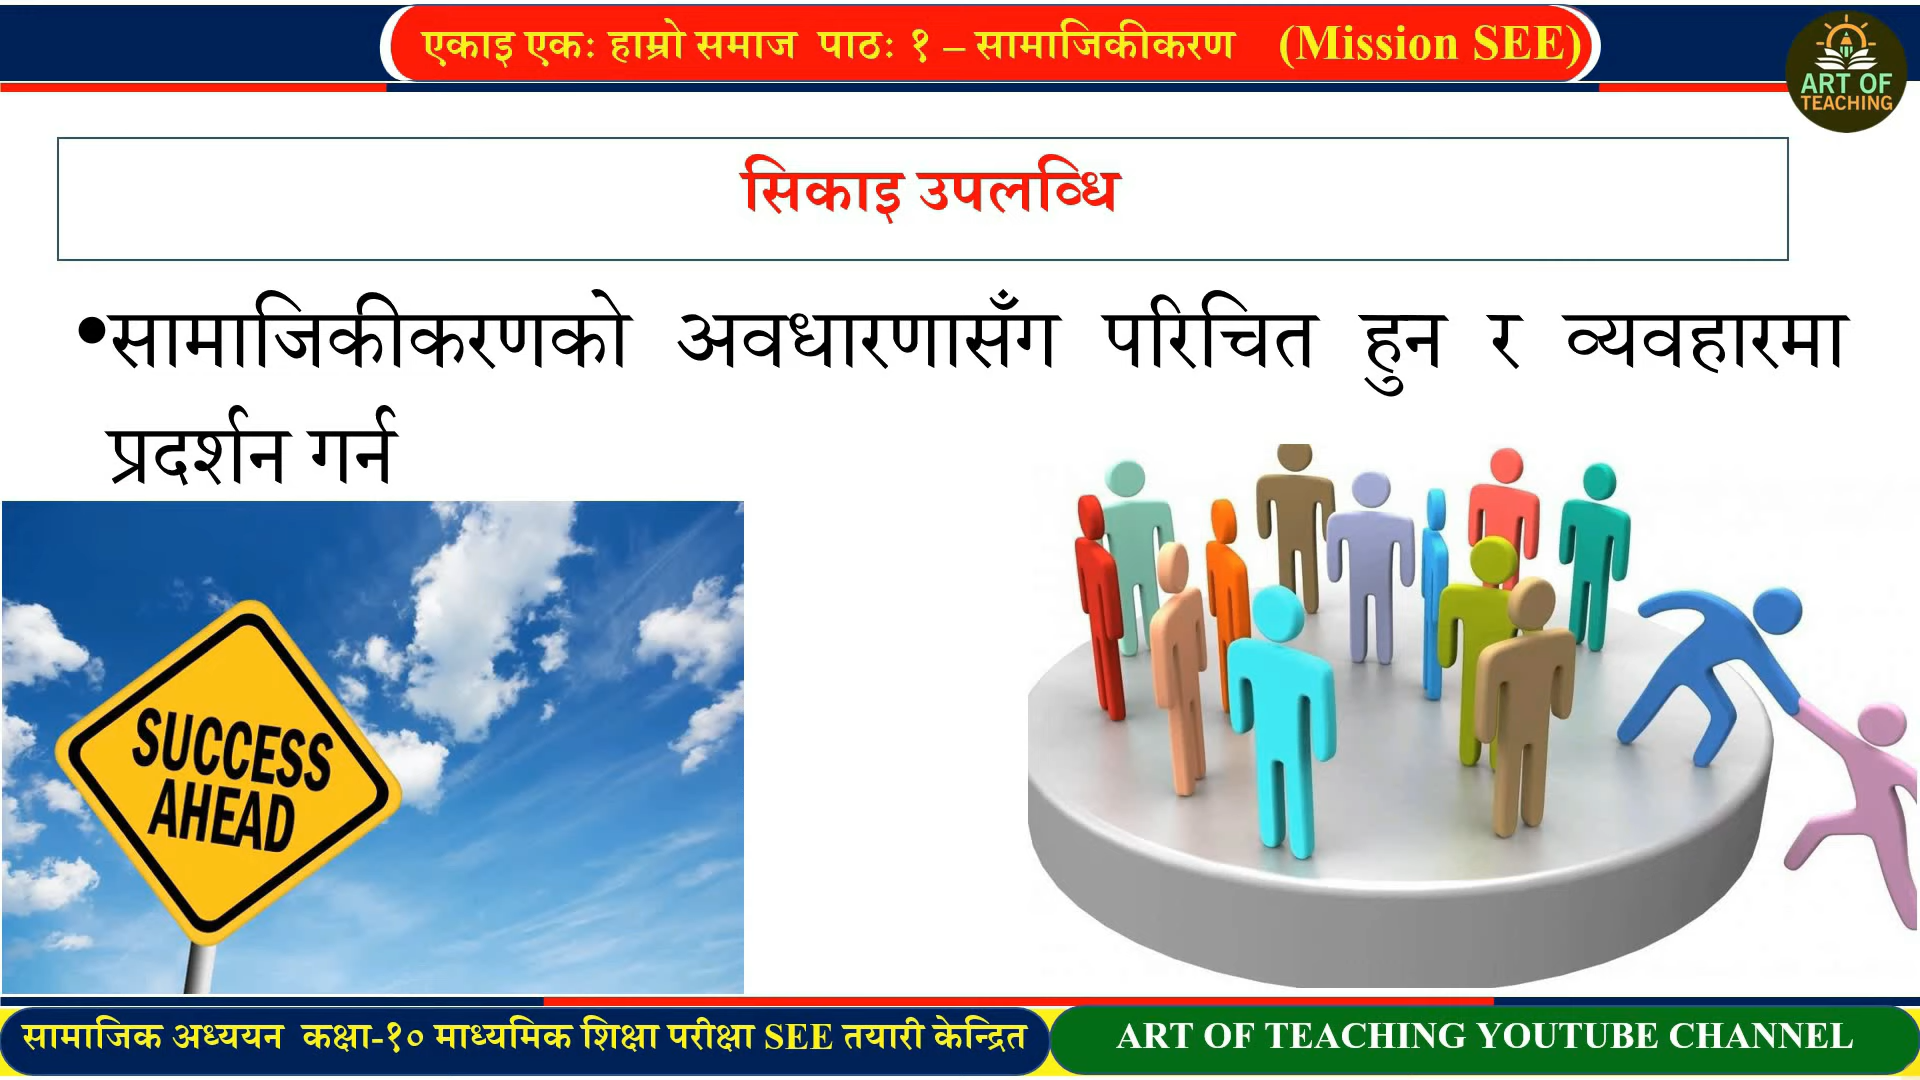 एकाइ एकः हाम्रो समाज पाठः १ – सामाजिकीकरण (Mission SEE)
ART OF
TEACHING
सिकाइ उपलव्धि
•सामाजिकीकरणको अवधारणासँग परिचित हुन र व्यवहारमा
प्रदर्शन गर्न
SUCCESS
AHEAD
सामाजिक अध्ययन कक्षा-१० माध्यमिक शिक्षा परीक्षा SEE तयारी केन्द्रित
ART OF TEACHING YOUTUBE CHANNEL